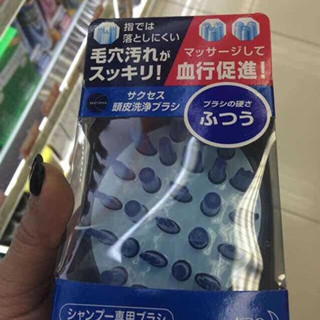 指では
落としにくい
毛穴汚れが
スッキリ!
マッサージして
血行促進!
サクセス
頭皮洗浄ブラシ
ブラシの硬さ
ふつう
シャンプー専用ブラシ